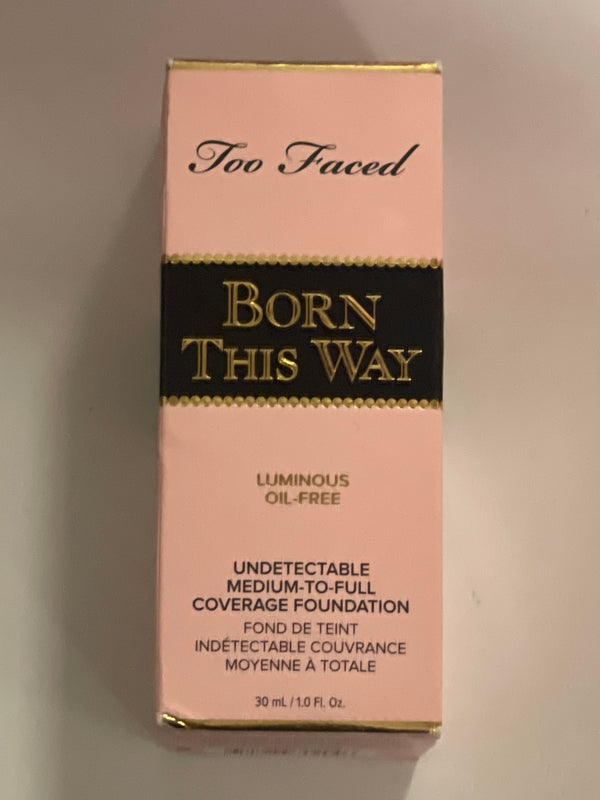 Too Faced
BORN
THIS WAY
LUMINOUS
OIL-FREE
UNDETECTABLE
MEDIUM-TO-FULL
COVERAGE FOUNDATION
FOND DE TEINT
INDÉTECTABLE COUVRANCE
MOYENNE À TOTALE
30 mL / 1.0 Fl. Oz.